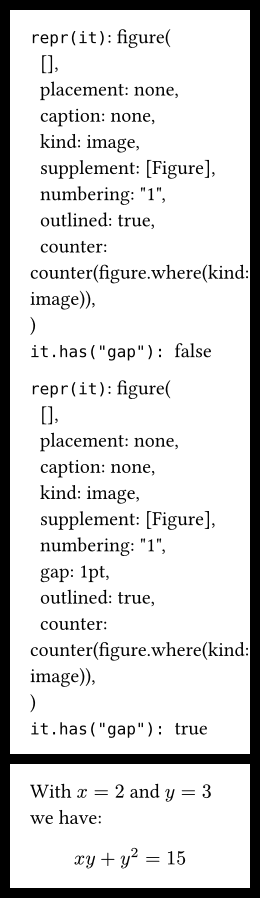 repr(it): figure(
[],
placement: none,
caption: none,
kind: image,
supplement: [Figure],
numbering: "1",
outlined: true,
counter:
counter(figure.where(kind:
image)),
)
it.has("gap"): false
repr(it): figure(
[],
placement: none,
caption: none,
kind: image,
supplement: [Figure],
numbering: "1",
gap: 1pt,
outlined: true,
counter:
counter(figure.where(kind:
image)),
)
it.has("gap"): true
With x = 2 and y = 3
we have:
xy + y² = 15